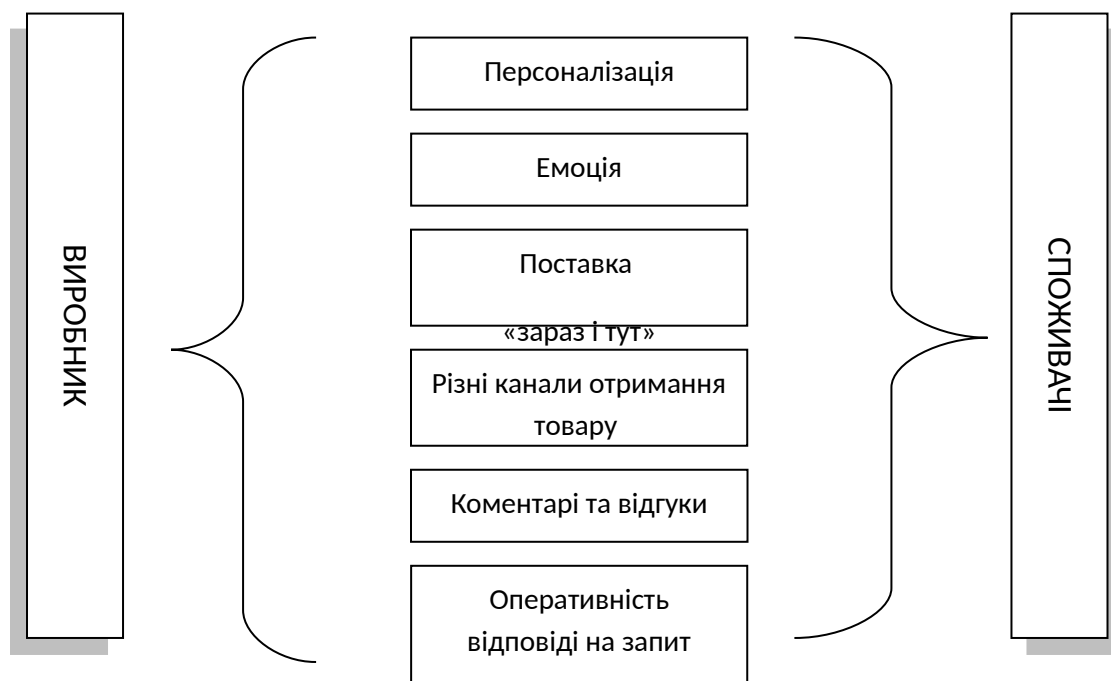 ВИРОБНИК
Персоналізація
Емоція
Поставка
«зараз і тут»
Різні канали отримання
товару
Коментарі та відгуки
Оперативність
відповіді на запит
СПОЖИВАЧІ